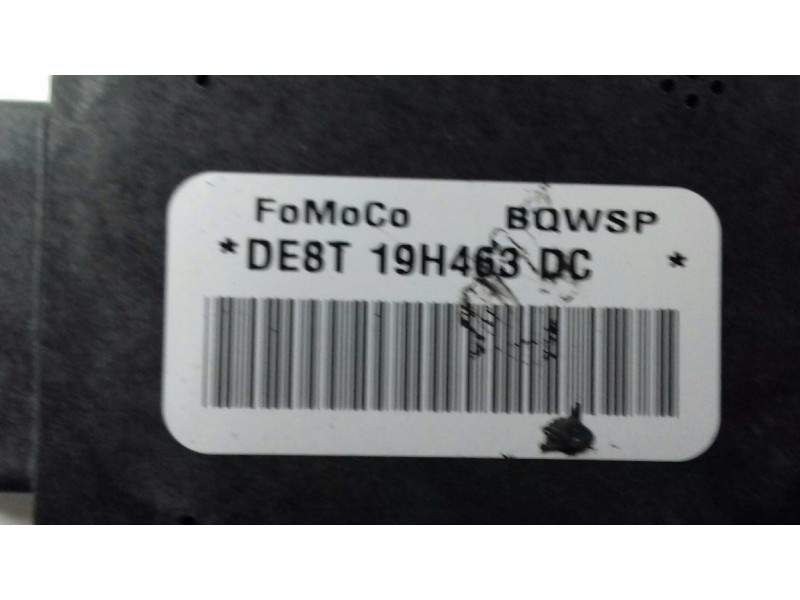 FoMoCo BQWSP
*DE8T 19H463 DC *